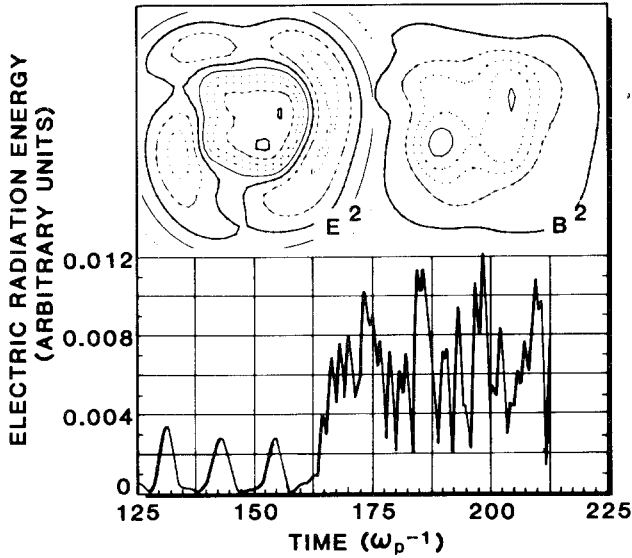 E²
B²
ELECTRIC RADIATION ENERGY
(ARBITRARY UNITS)
0.012
0.008
0.004
0
125 150 175 200 225
TIME (ωp⁻¹)